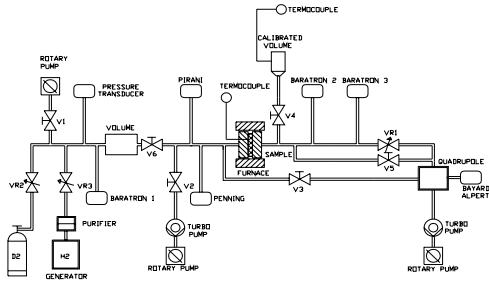 TERMOCOUPLE
CALIBRATED
VOLUME
ROTARY
PUMP
PRESSURE
TRANSDUCER
PIRANI
TERMOCOUPLE
BARATRON 2
BARATRON 3
V1
VOLUME
V4
VR1
V6
SAMPLE
V5
FURNACE
QUADRUPOLE
VR2
VR3
BARATRON 1
V2
PENNING
V3
BAYARD
ALPERT
PURIFIER
TURBO
PUMP
TURBO
PUMP
D2
H2
GENERATOR
ROTARY PUMP
ROTARY PUMP